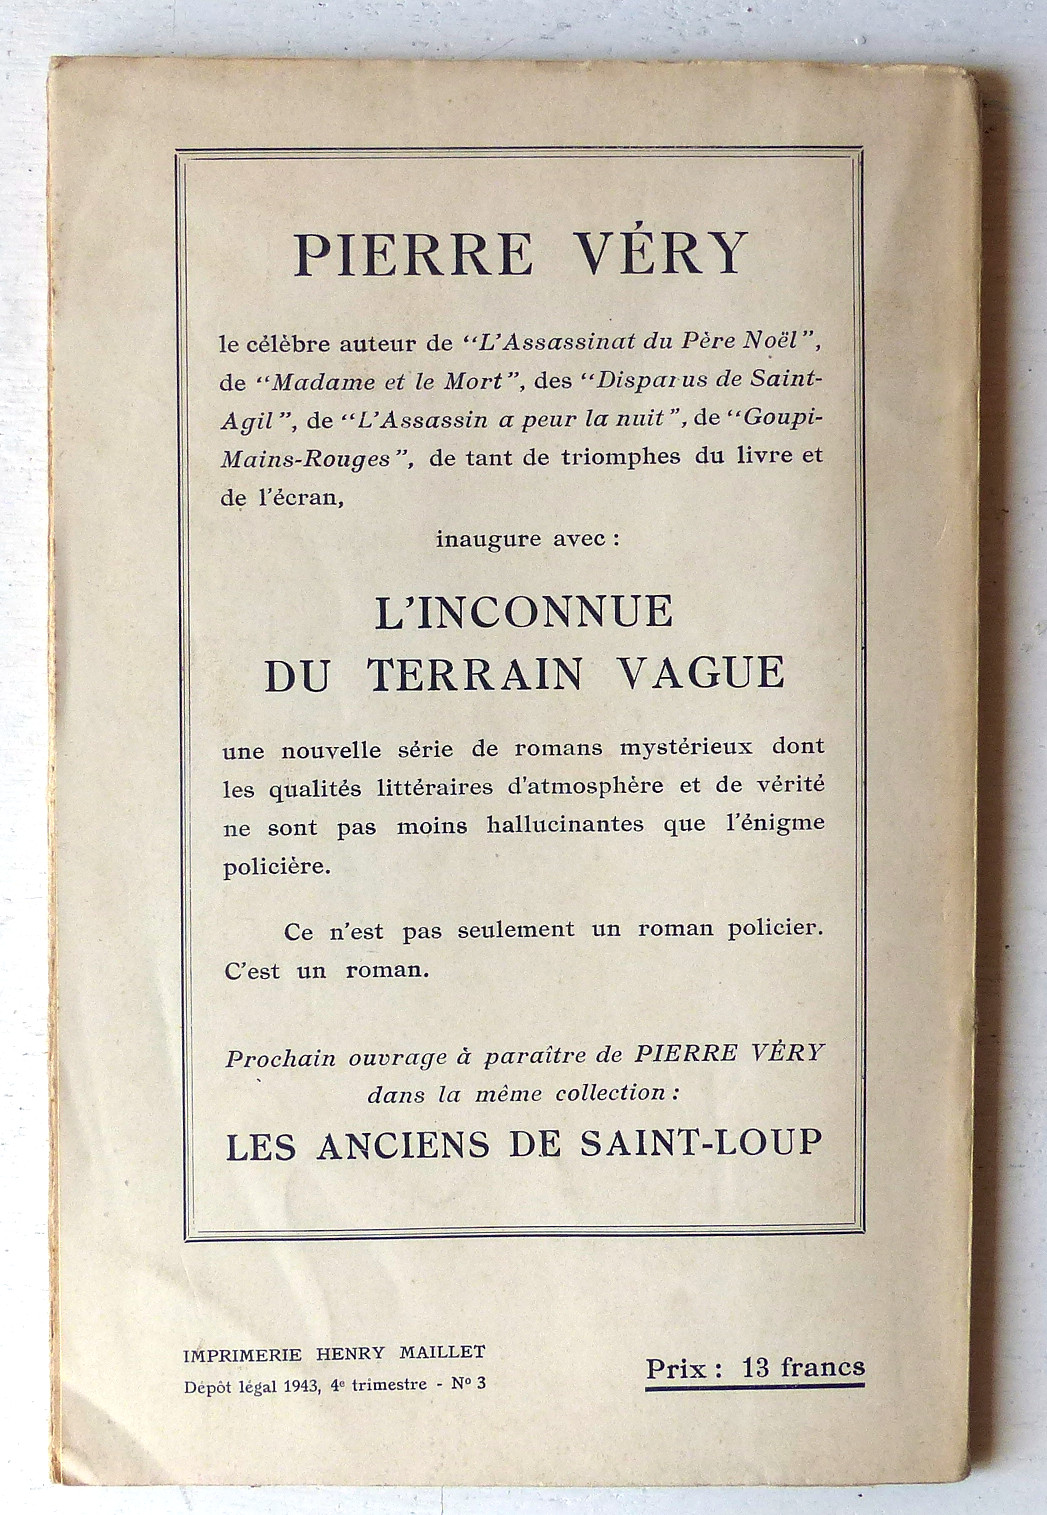 PIERRE VÉRY
le célèbre auteur de “L’Assassinat du Père Noël”,
de “Madame et le Mort”, des “Disparus de Saint-
Agil”, de “L’Assassin a peur la nuit”, de “Goupi-
Mains-Rouges”, de tant de triomphes du livre et
de l’écran,
inaugure avec :
L’INCONNUE
DU TERRAIN VAGUE
une nouvelle série de romans mystérieux dont
les qualités littéraires d’atmosphère et de vérité
ne sont pas moins hallucinantes que l’énigme
policière.
Ce n’est pas seulement un roman policier.
C’est un roman.
Prochain ouvrage à paraître de PIERRE VÉRY
dans la même collection :
LES ANCIENS DE SAINT-LOUP
IMPRIMERIE HENRY MAILLET
Dépôt légal 1943, 4e trimestre - No 3
Prix : 13 francs